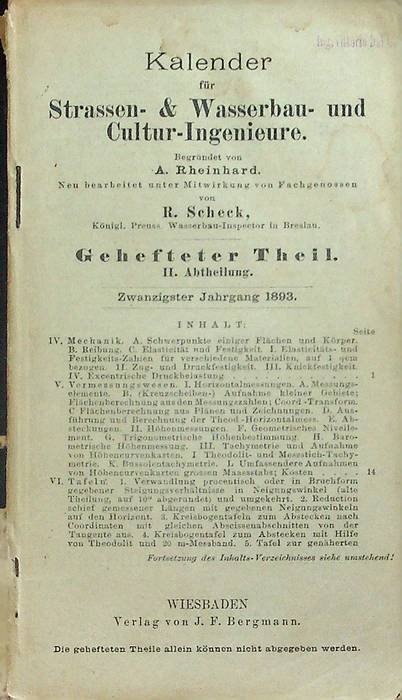 Kalender
für
Strassen- & Wasserbau- und
Cultur-Ingenieure.
Begründet von
A. Rheinhard.
Neu bearbeitet unter Mitwirkung von Fachgenossen
von
R. Scheck,
Königl. Preuss. Wasserbau-Inspector in Breslau.
Gehefteter Theil.
II. Abtheilung.
Zwanzigster Jahrgang 1893.
INHALT:
Seite
IV. Mechanik. A. Schwerpunkte einiger Flächen und Körper.
B. Reibung. C. Elasticität und Festigkeit. I. Elasticitäts- und
Festigkeits-Zahlen für verschiedene Materialien, auf 1 qcm
bezogen. II. Zug- und Druckfestigkeit. III. Knickfestigkeit.
IV. Excentrische Druckbelastung . . . . . . . 1
V. Vermessungswesen. I. Horizontalmessungen. A. Messungs-
elemente. B. (Kreuzscheiben-) Aufnahme kleiner Gebiete;
Flächenberechnung aus den Messungszahlen; Coord.-Transform.
C. Flächenberechnung aus Plänen und Zeichnungen. D. Aus-
führung und Berechnung der Theod.-Horizontalmess. E. Ab-
steckungen. II. Höhenmessungen. F. Geometrisches Nivelle-
ment. G. Trigonometrische Höhenbestimmung. H. Baro-
metrische Höhenmessung. III. Tachymetrie und Aufnahme
von Höhencurvenkarten. I. Theodolit- und Messtisch-Tachy-
metrie. K. Bussolentachymetrie. L. Umfassendere Aufnahmen
von Höhencurvenkarten grossen Maassstabs; Kosten . . . . 14
VI. Tafeln. 1. Verwandlung procentisch oder in Bruchform
gegebener Steigungsverhältnisse in Neigungswinkel (alte
Theilung, auf 10" abgerundet) und umgekehrt. 2. Reduction
schief gemessener Längen mit gegebenen Neigungswinkeln
auf den Horizont. 3. Kreisbogentafeln zum Abstecken nach
Coordinaten mit gleichen Abscissenabschnitten von der
Tangente aus. 4. Kreisbogentafel zum Abstecken mit Hilfe
von Theodolit und 20 m-Messband. 5. Tafel zur genäherten
Fortsetzung des Inhalts-Verzeichnisses siehe umstehend!
WIESBADEN
Verlag von J. F. Bergmann.
Die gehefteten Theile allein können nicht abgegeben werden.